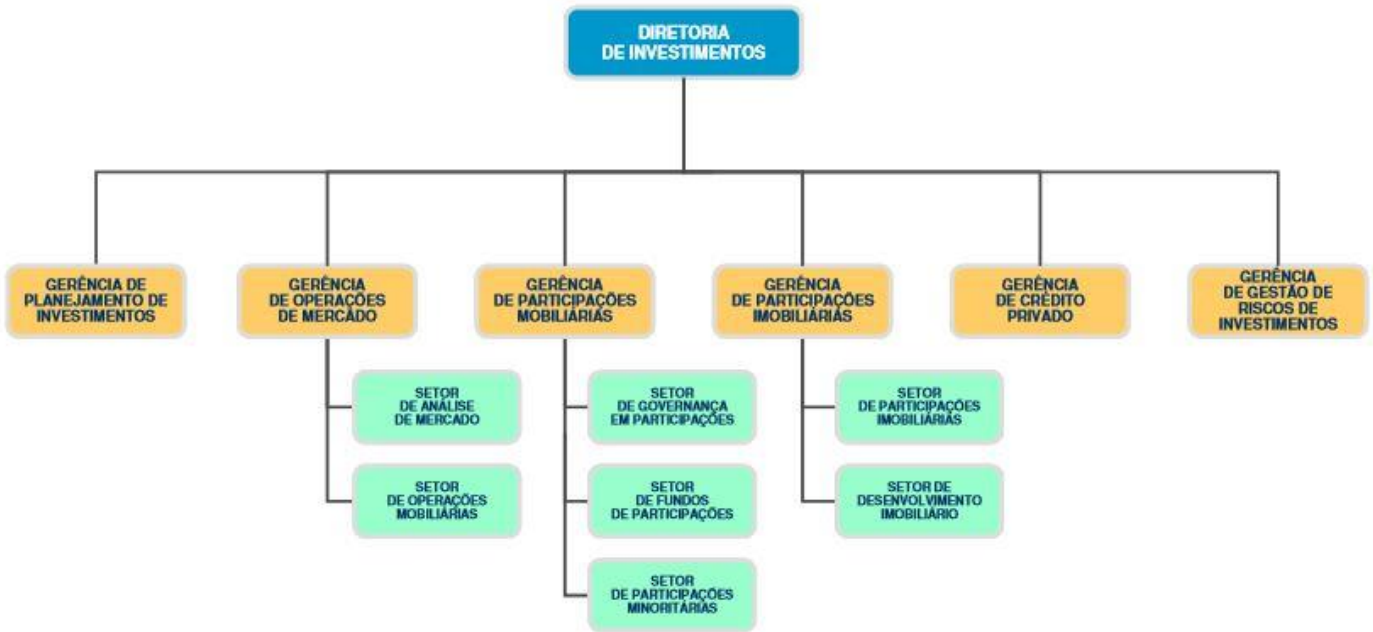 DIRETORIA
DE INVESTIMENTOS
GERÊNCIA DE
PLANEJAMENTO DE
INVESTIMENTOS
GERÊNCIA
DE OPERAÇÕES
DE MERCADO
GERÊNCIA
DE PARTICIPAÇÕES
MOBILIÁRIAS
GERÊNCIA
DE PARTICIPAÇÕES
IMOBILIÁRIAS
GERÊNCIA
DE CRÉDITO
PRIVADO
GERÊNCIA
DE GESTÃO DE
RISCOS DE
INVESTIMENTOS
SETOR
DE ANÁLISE
DE MERCADO
SETOR
DE OPERAÇÕES
MOBILIÁRIAS
SETOR
DE GOVERNANÇA
EM PARTICIPAÇÕES
SETOR
DE FUNDOS
DE PARTICIPAÇÕES
SETOR
DE PARTICIPAÇÕES
MINORITÁRIAS
SETOR
DE PARTICIPAÇÕES
IMOBILIÁRIAS
SETOR DE
DESENVOLVIMENTO
IMOBILIÁRIO